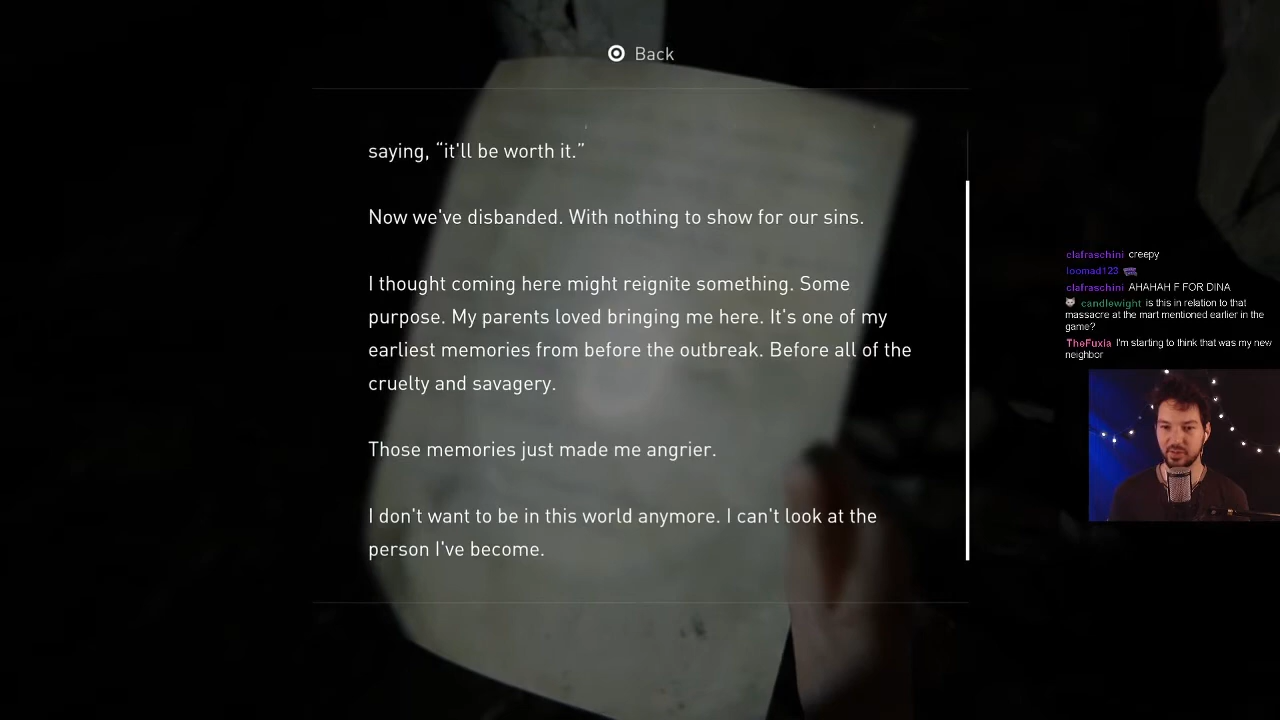 Back
saying, “it'll be worth it.”
Now we've disbanded. With nothing to show for our sins.
I thought coming here might reignite something. Some
purpose. My parents loved bringing me here. It's one of my
earliest memories from before the outbreak. Before all of the
cruelty and savagery.
Those memories just made me angrier.
I don't want to be in this world anymore. I can't look at the
person I've become.
clafraschini creepy
loomad123
clafraschini AHAHAH F FOR DINA
candlewight is this in relation to that
massacre at the mart mentioned earlier in the
game?
TheFuxia I'm starting to think that was my new
neighbor